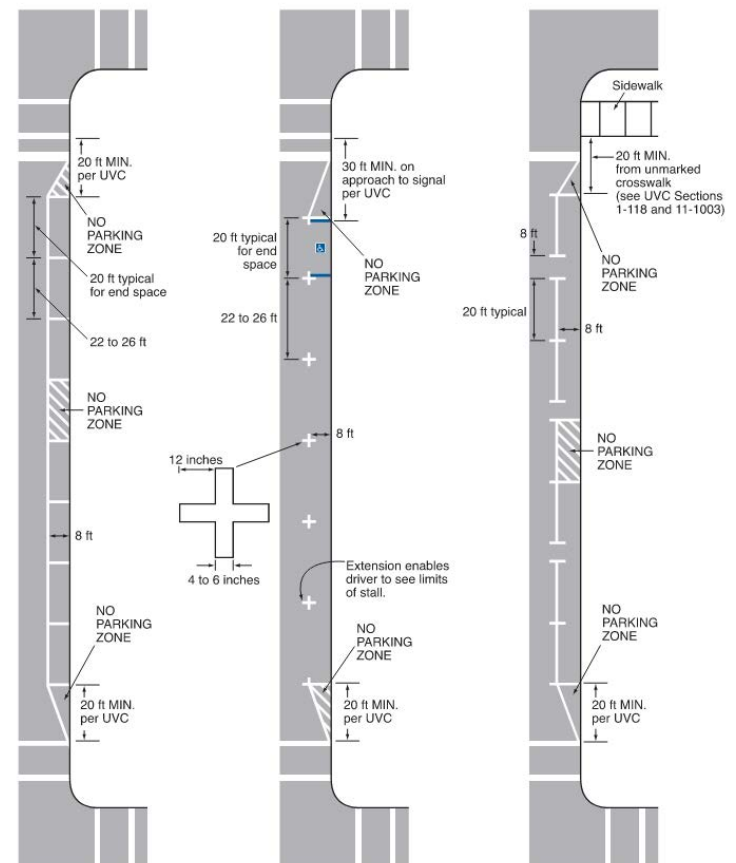 20 ft MIN.
per UVC
NO
PARKING
ZONE
20 ft typical
for end space
22 to 26 ft
NO
PARKING
ZONE
8 ft
NO
PARKING
ZONE
20 ft MIN.
per UVC
30 ft MIN. on
approach to signal
per UVC
20 ft typical
for end
space
NO
PARKING
ZONE
22 to 26 ft
8 ft
12 inches
4 to 6 inches
Extension enables
driver to see limits
of stall.
NO
PARKING
ZONE
20 ft MIN.
per UVC
Sidewalk
20 ft MIN.
from unmarked
crosswalk
(see UVC Sections
1-118 and 11-1003)
8 ft
NO
PARKING
ZONE
20 ft typical
8 ft
NO
PARKING
ZONE
NO
PARKING
ZONE
20 ft MIN.
per UVC